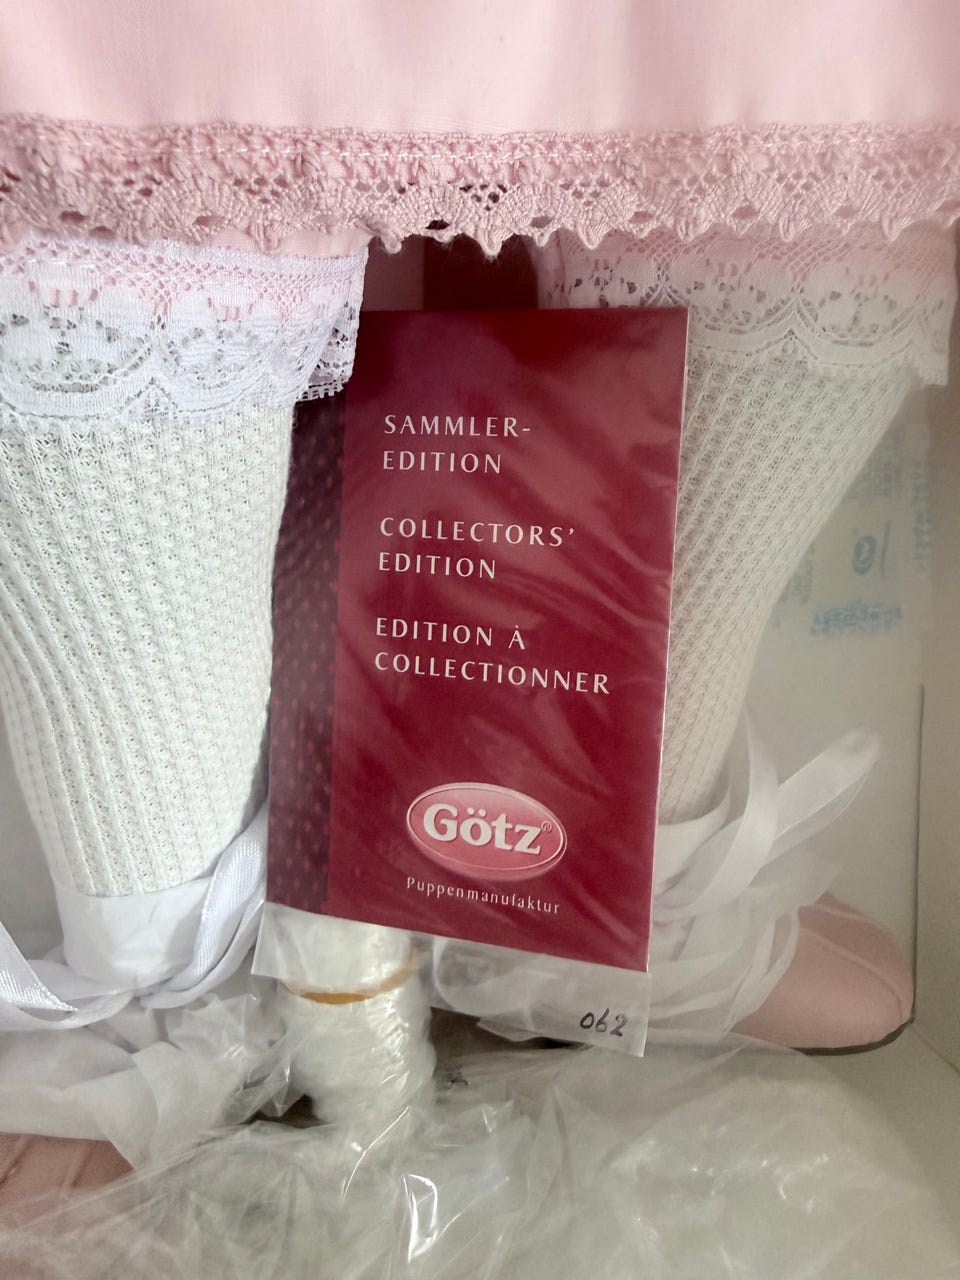 SAMMLER-
EDITION
COLLECTORS'
EDITION
EDITION À
COLLECTIONNER
Götz®
Puppenmanufaktur
062